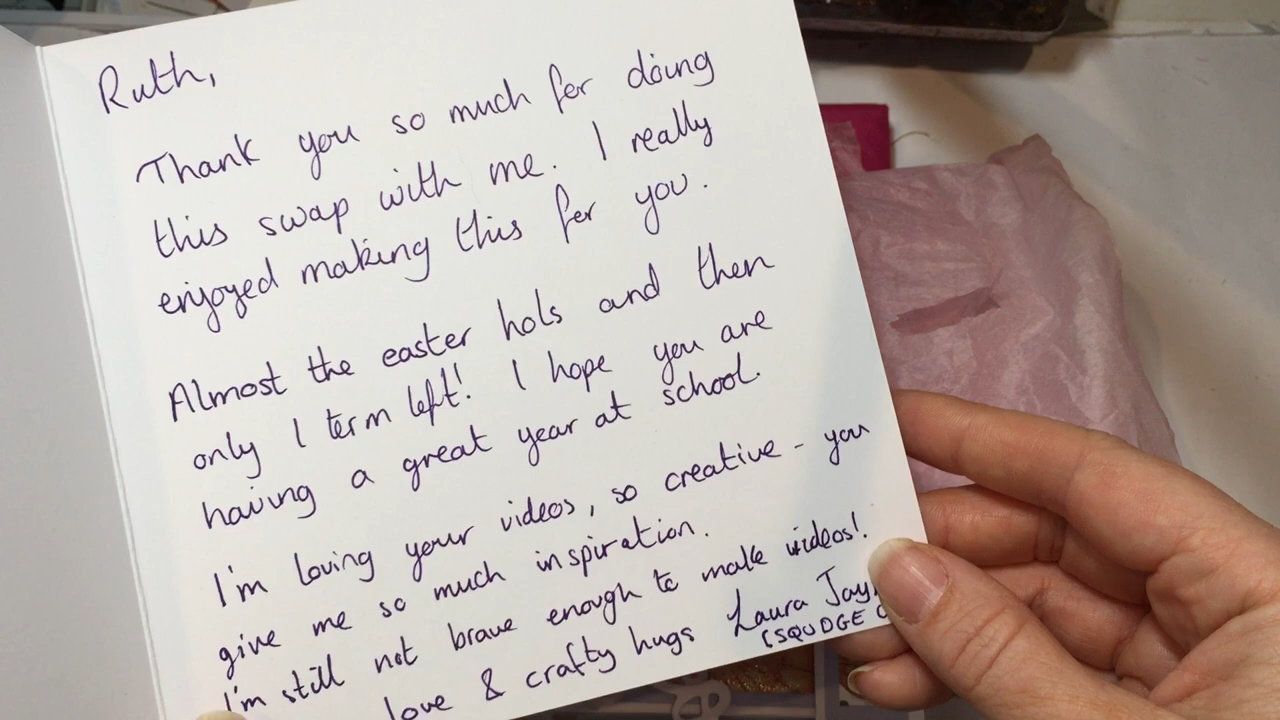 Ruth,
Thank you so much for doing
this swap with me. I really
enjoyed making this for you.
Almost the easter hols and then
only 1 term left! I hope you are
having a great year at school.
I'm loving your videos, so creative - you
give me so much inspiration.
I'm still not brave enough to make videos!
love & crafty hugs Laura
(SQUDGE